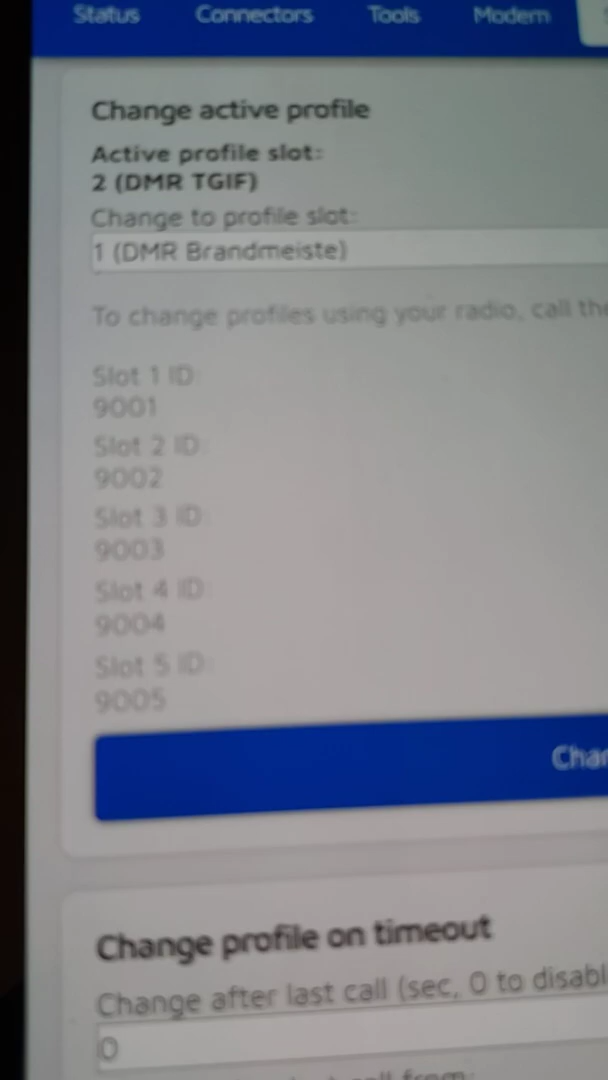 Status Connectors Tools Modem
Change active profile
Active profile slot:
2 (DMR TGIF)
Change to profile slot:
1 (DMR Brandmeiste)
To change profiles using your radio, call the
Slot 1 ID:
9001
Slot 2 ID:
9002
Slot 3 ID:
9003
Slot 4 ID:
9004
Slot 5 ID:
9005
Char
Change profile on timeout
Change after last call (sec, 0 to disabl
0
call from: